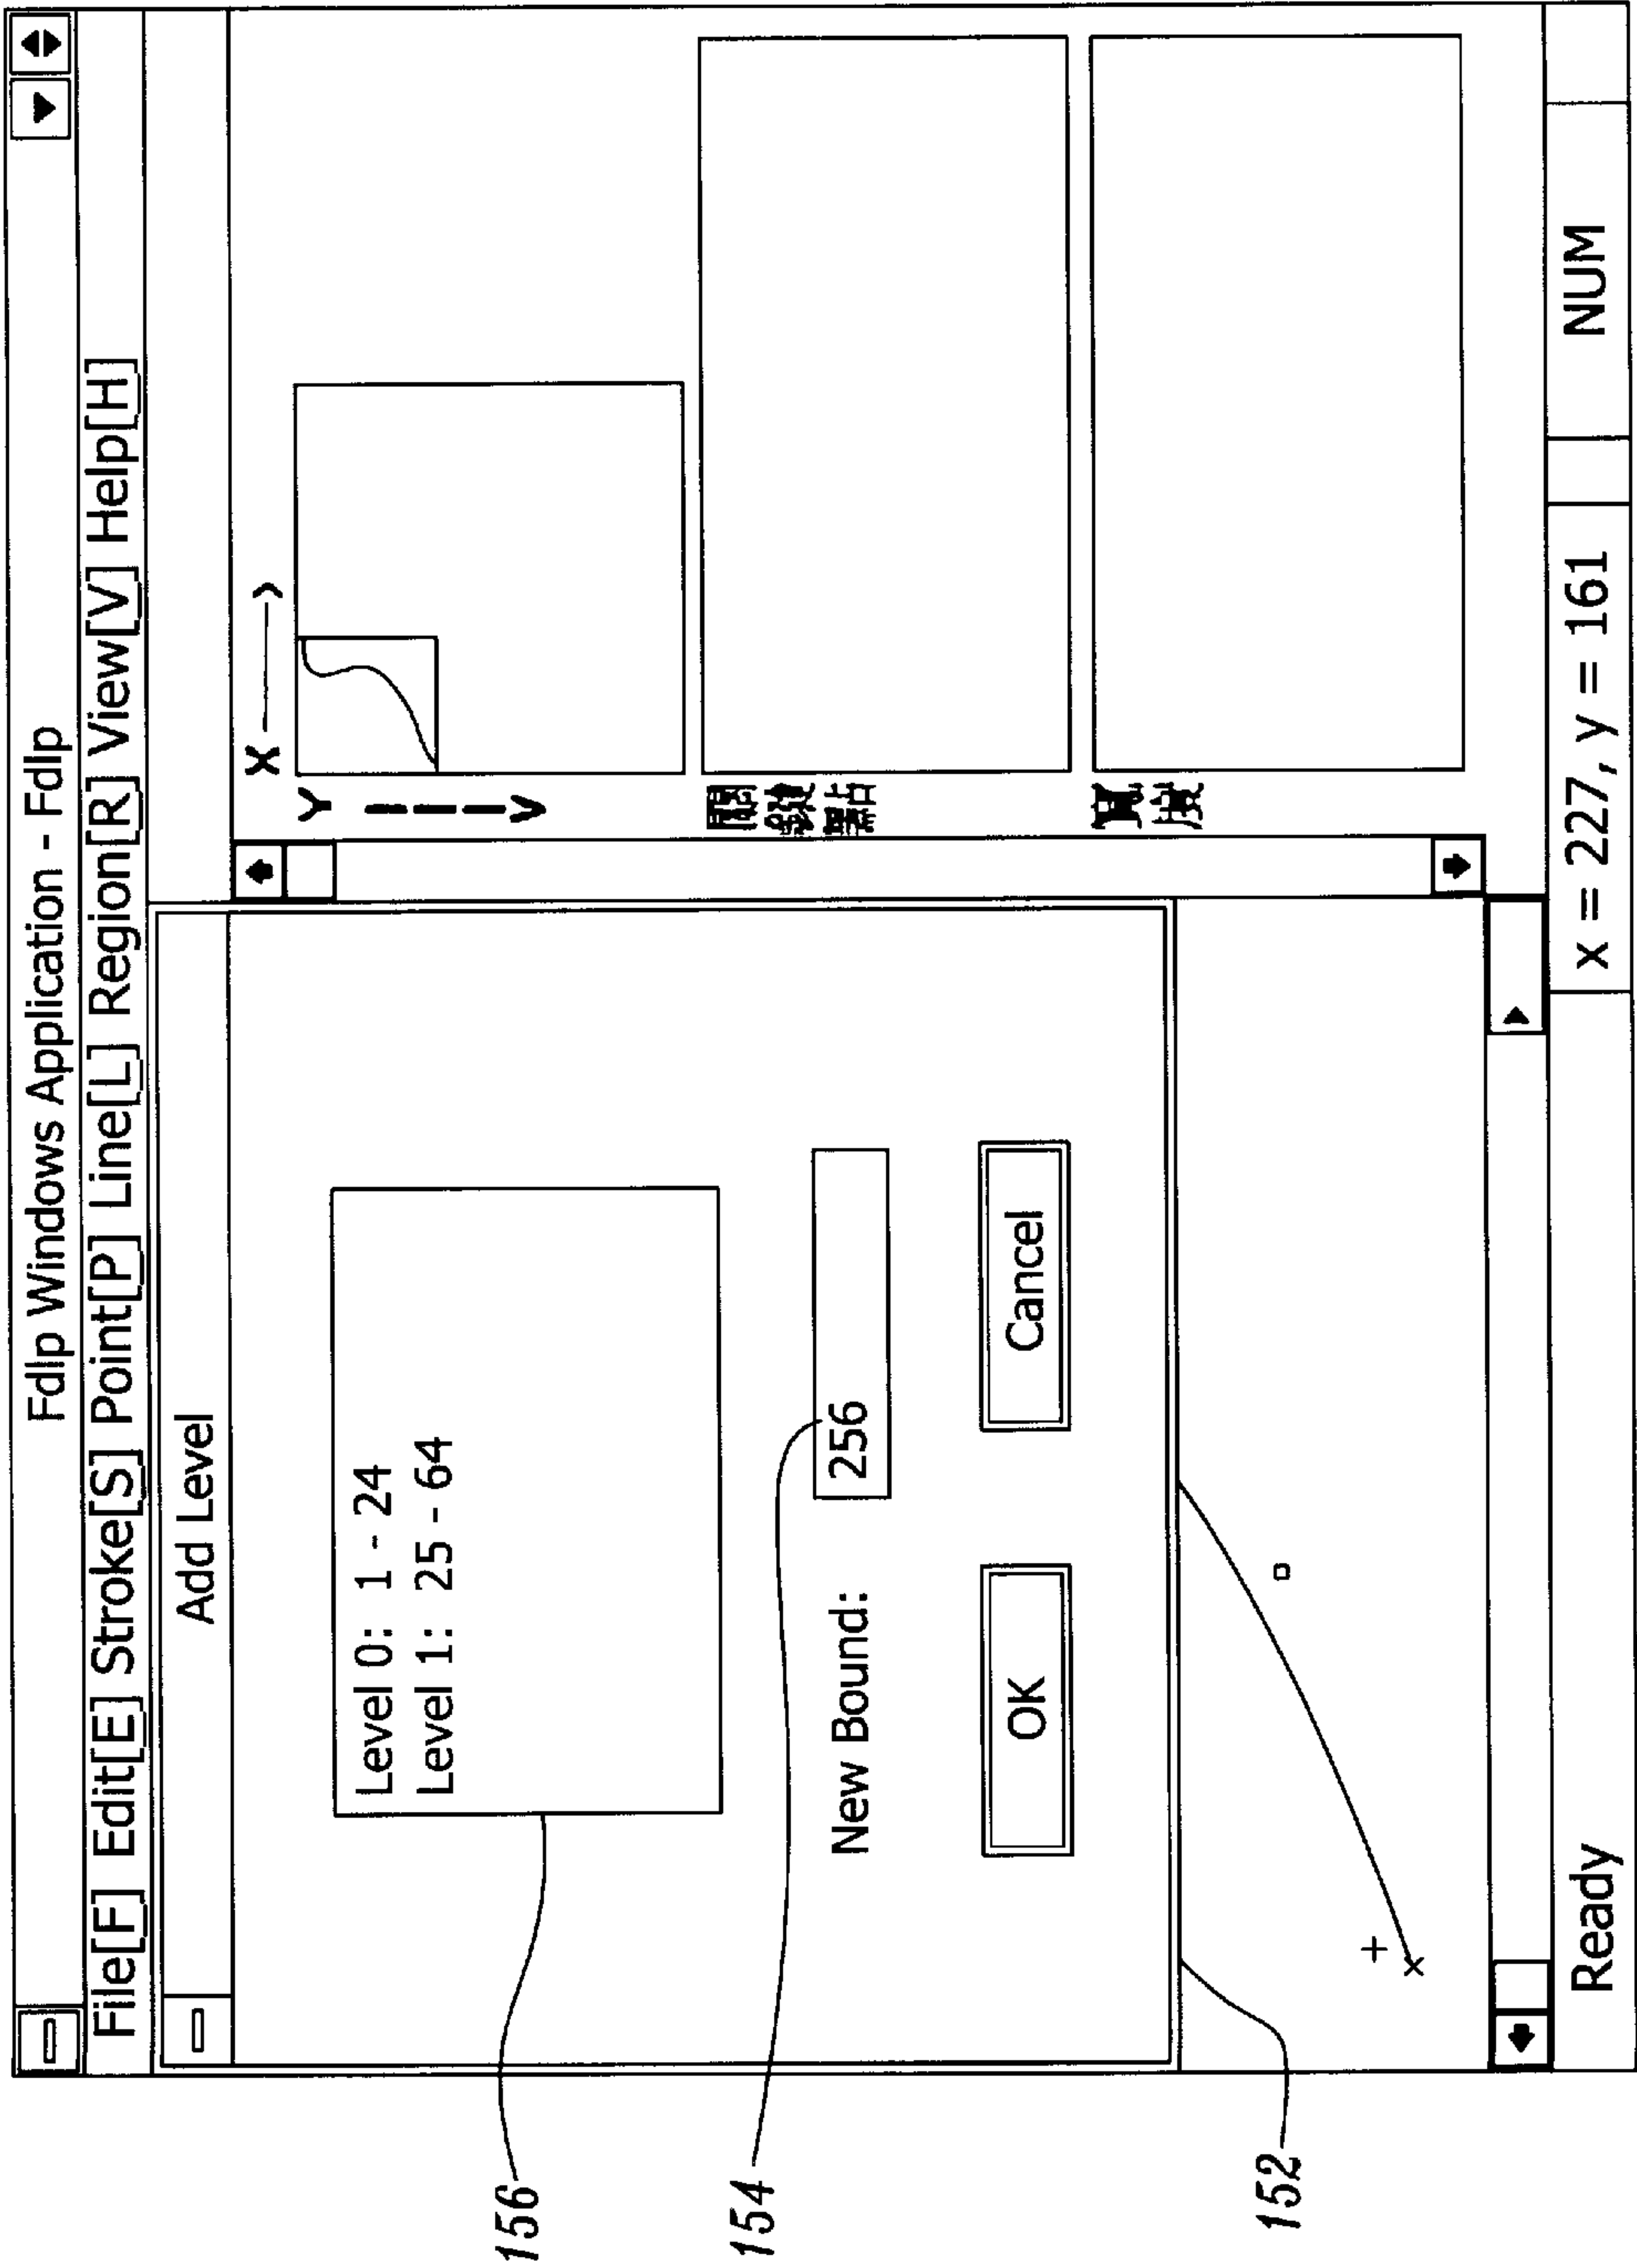 Fdlp Windows Application - Fdlp
File[F] Edit[E] Stroke[S] Point[P] Line[L] Region[R] View[V] Help[H]
Add Level
Level 0: 1 - 24
Level 1: 25 - 64
New Bound: 256
OK Cancel
X
Y
Ready x = 227, y = 161 NUM
156
154
152